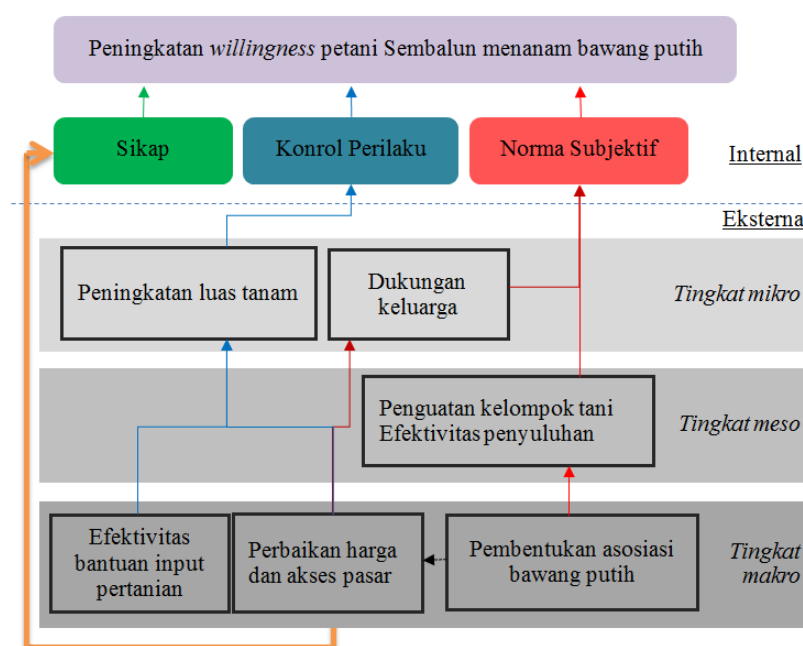 Peningkatan willingness petani Sembalun menanam bawang putih
Sikap
Konrol Perilaku
Norma Subjektif
Internal
Eksterna
Peningkatan luas tanam
Dukungan
keluarga
Tingkat mikro
Penguatan kelompok tani
Efektivitas penyuluhan
Tingkat meso
Efektivitas
bantuan input
pertanian
Perbaikan harga
dan akses pasar
Pembentukan asosiasi
bawang putih
Tingkat
makro